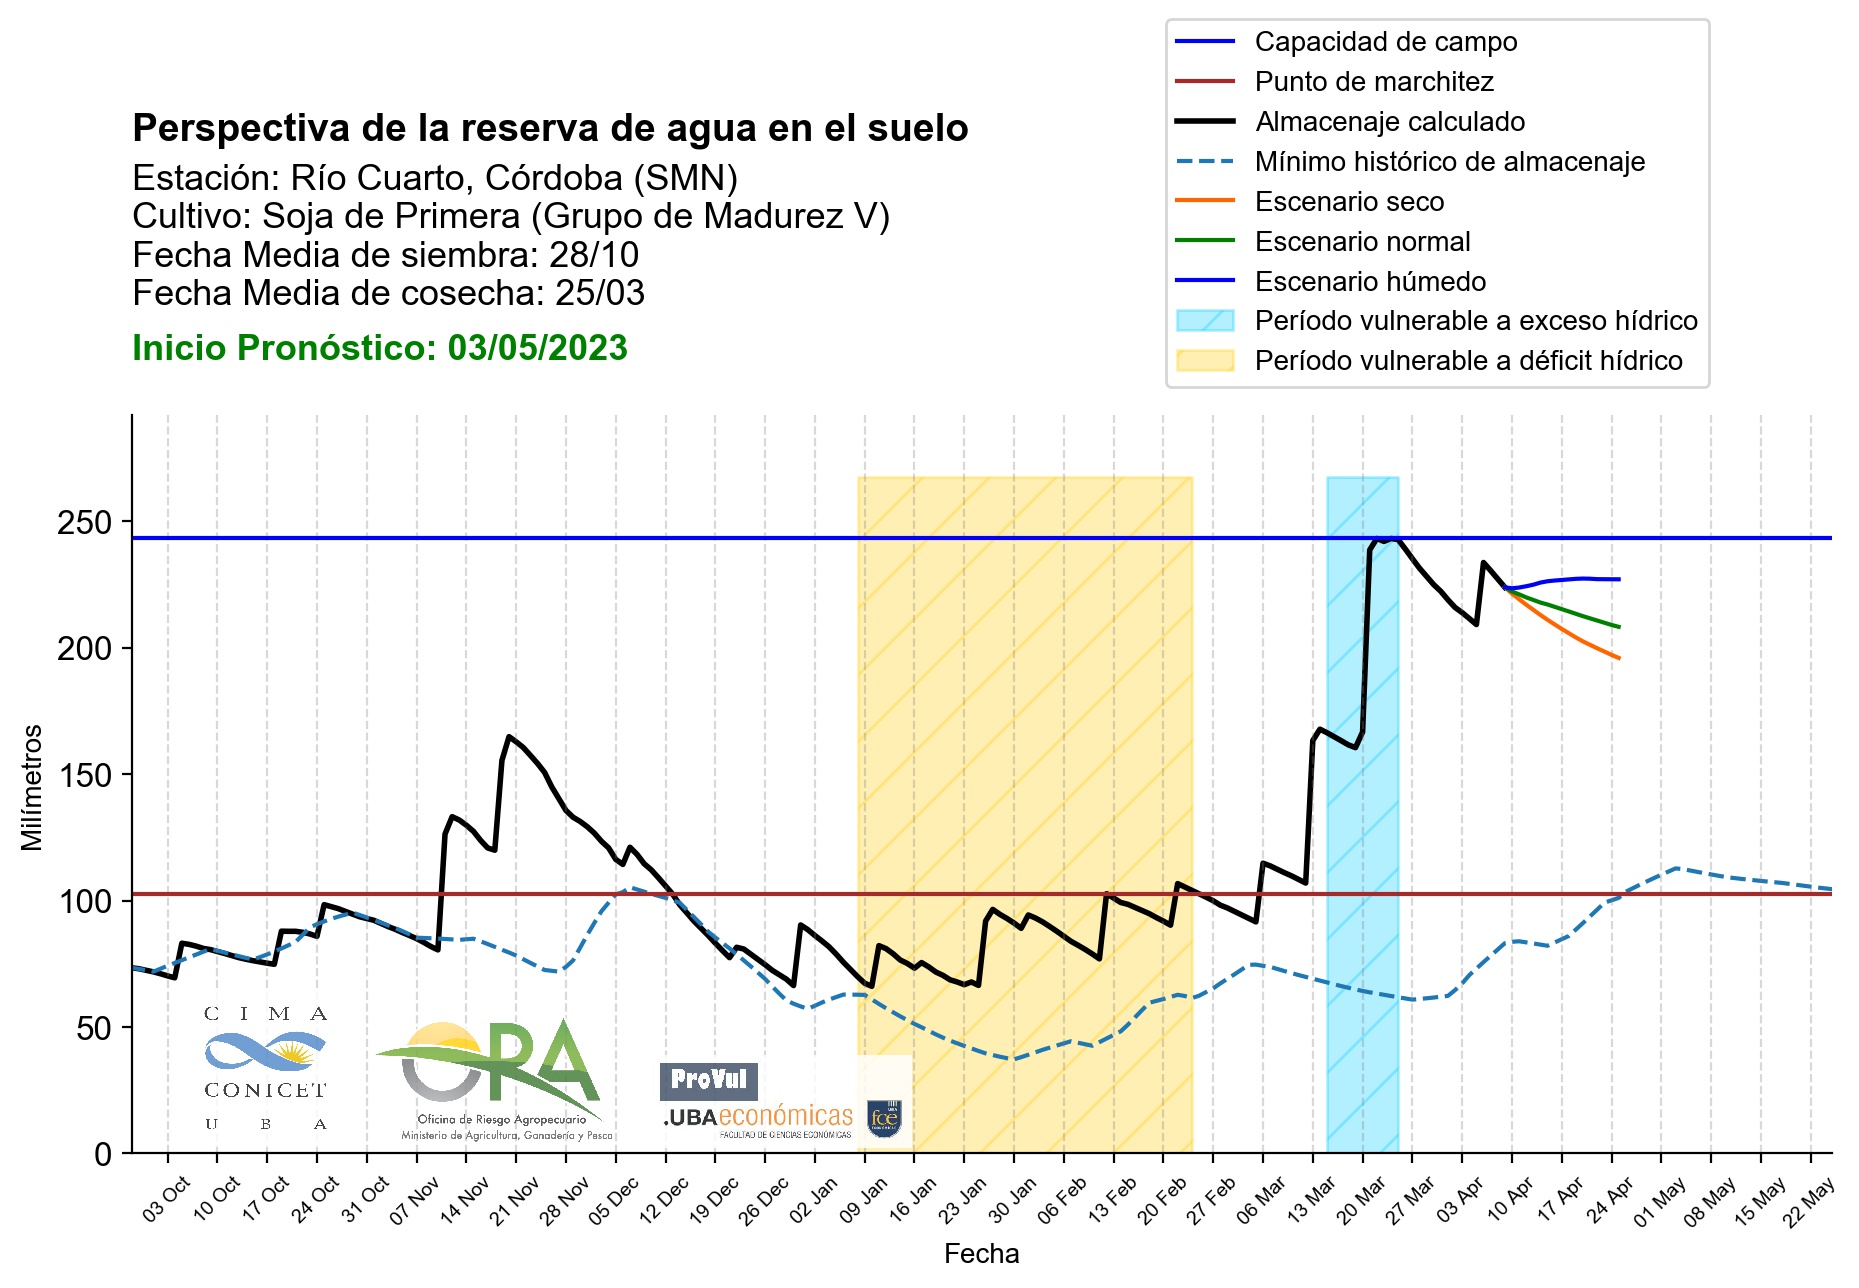 Capacidad de campo
Punto de marchitez
Almacenaje calculado
Mínimo histórico de almacenaje
Escenario seco
Escenario normal
Escenario húmedo
Período vulnerable a exceso hídrico
Período vulnerable a déficit hídrico
Perspectiva de la reserva de agua en el suelo
Estación: Río Cuarto, Córdoba (SMN)
Cultivo: Soja de Primera (Grupo de Madurez V)
Fecha Media de siembra: 28/10
Fecha Media de cosecha: 25/03
Inicio Pronóstico: 03/05/2023
Milímetros
250
200
150
100
50
0
C I M A
CONICET
U B A
ORA
Oficina de Riesgo Agropecuario
Ministerio de Agricultura, Ganadería y Pesca
ProVul
.UBAeconómicas
FACULTAD DE CIENCIAS ECONÓMICAS
fce
03 Oct
10 Oct
17 Oct
24 Oct
31 Oct
07 Nov
14 Nov
21 Nov
28 Nov
05 Dec
12 Dec
19 Dec
26 Dec
02 Jan
09 Jan
16 Jan
23 Jan
30 Jan
06 Feb
13 Feb
20 Feb
27 Feb
06 Mar
13 Mar
20 Mar
27 Mar
03 Apr
10 Apr
17 Apr
24 Apr
01 May
08 May
15 May
22 May
Fecha